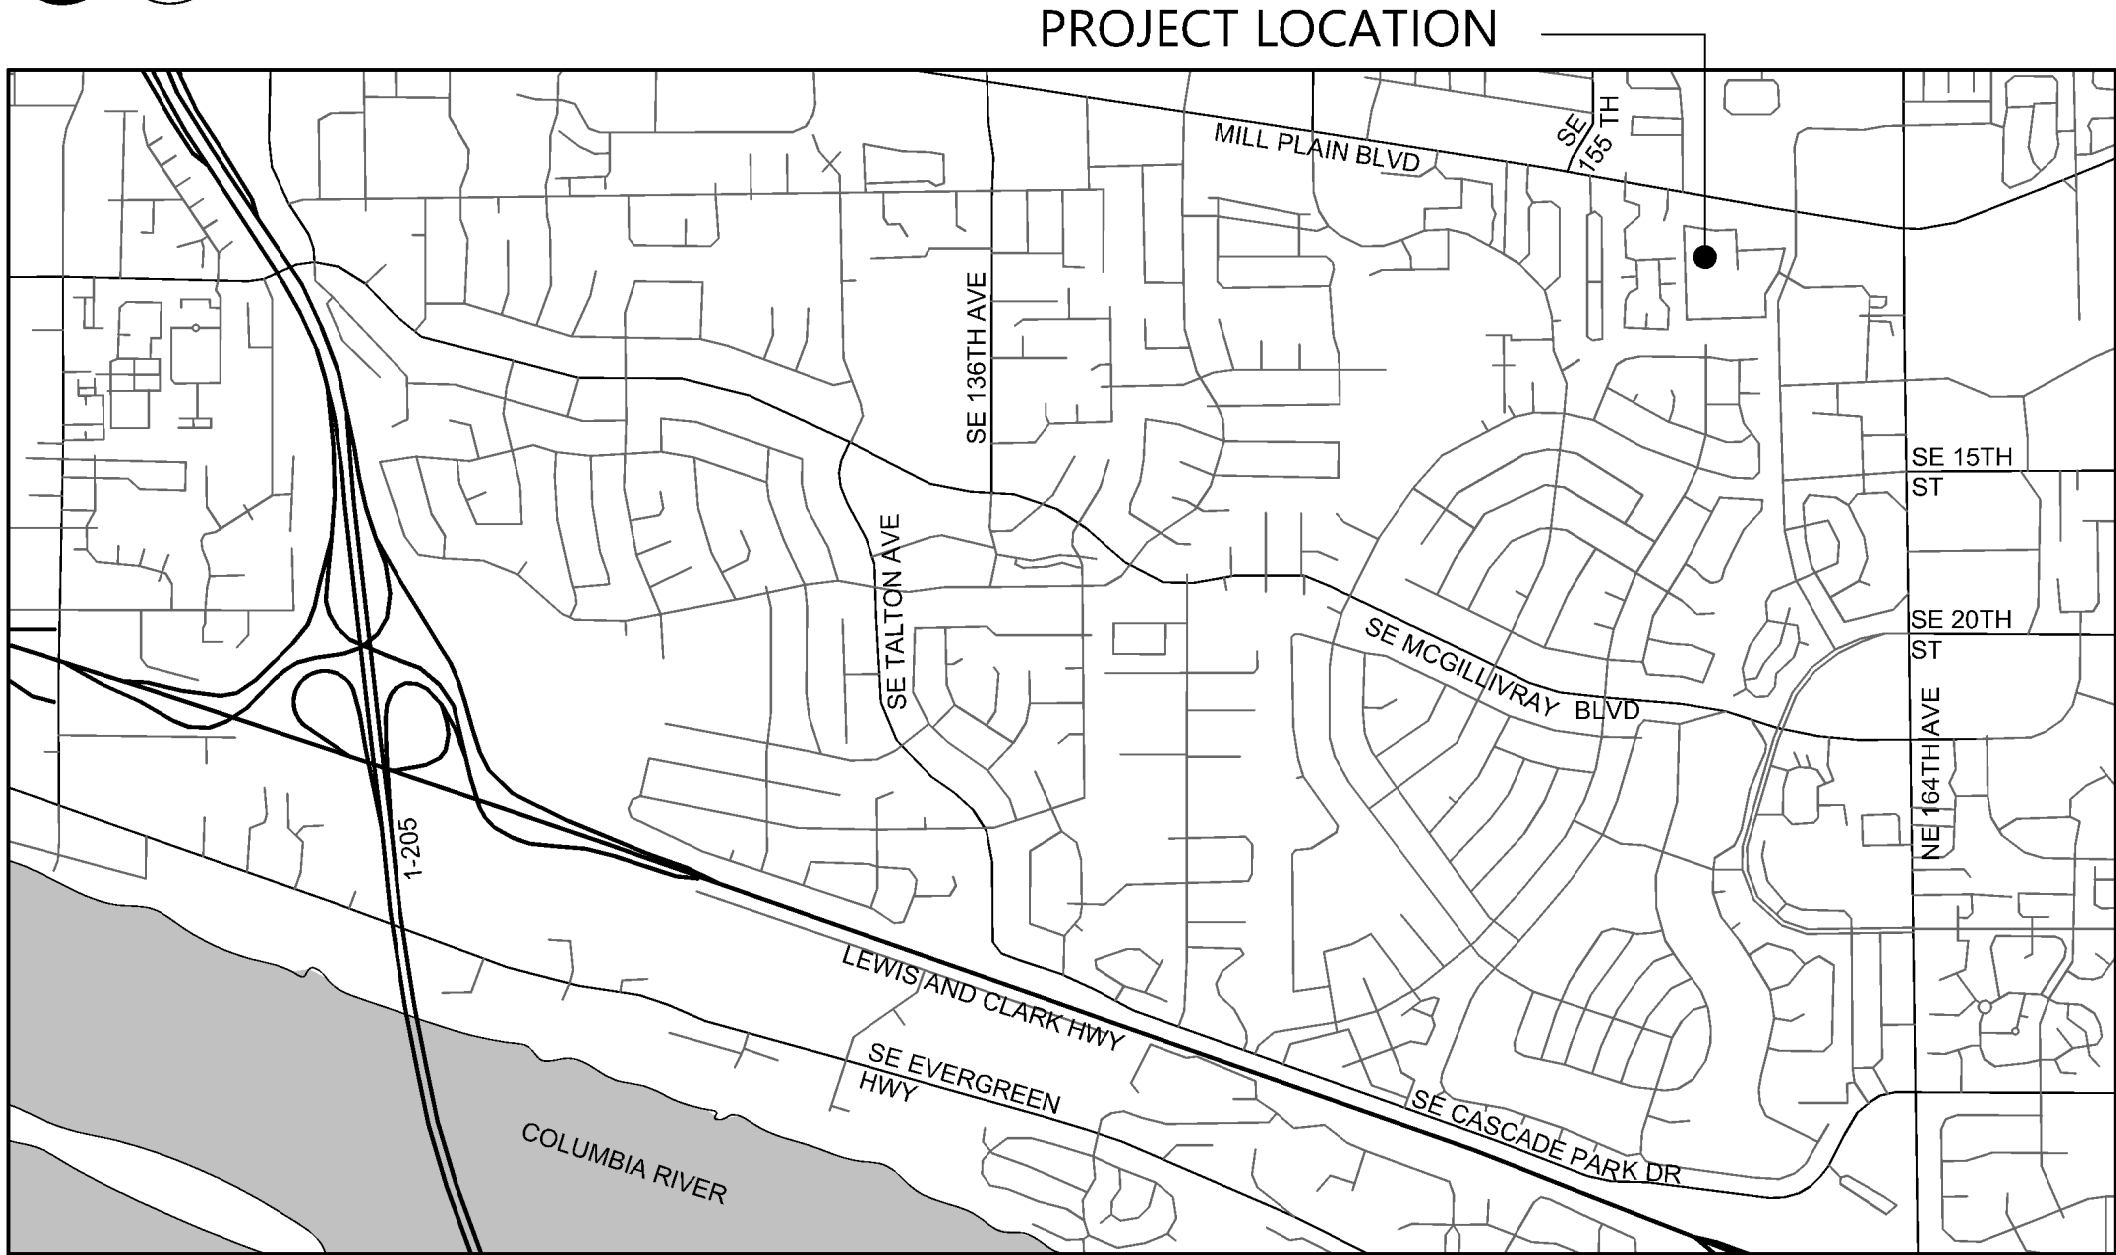 PROJECT LOCATION
MILL PLAIN BLVD
SE
155 TH
SE 136TH AVE
SE 15TH
ST
SE TALTON AVE
SE 20TH
ST
SE MCGILLIVRAY BLVD
NE 164TH AVE
1-205
LEWIS AND CLARK HWY
SE EVERGREEN
HWY
SE CASCADE PARK DR
COLUMBIA RIVER